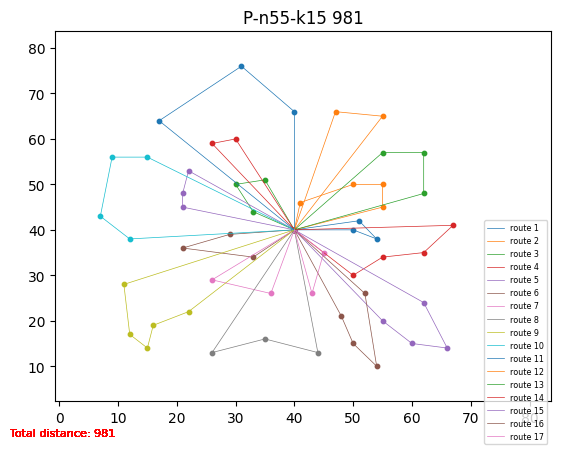 P-n55-k15 981
80
70
60
50
40
30
20
10
0 10 20 30 40 50 60 70
route 1
route 2
route 3
route 4
route 5
route 6
route 7
route 8
route 9
route 10
route 11
route 12
route 13
route 14
route 15
route 16
route 17
Total distance: 981